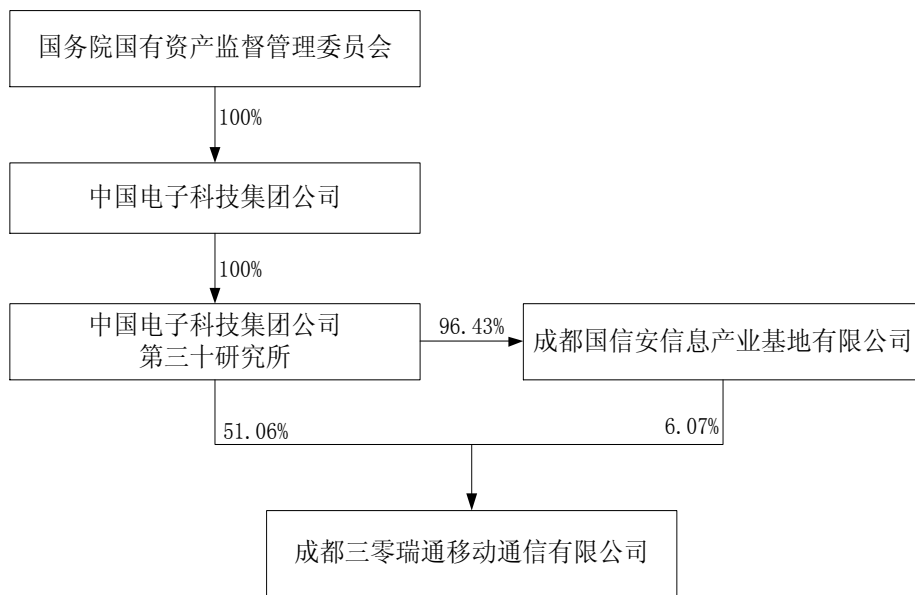 国务院国有资产监督管理委员会
100%
中国电子科技集团公司
100%
中国电子科技集团公司
第三十研究所
96.43%
成都国信安信息产业基地有限公司
51.06%
6.07%
成都三零瑞通移动通信有限公司